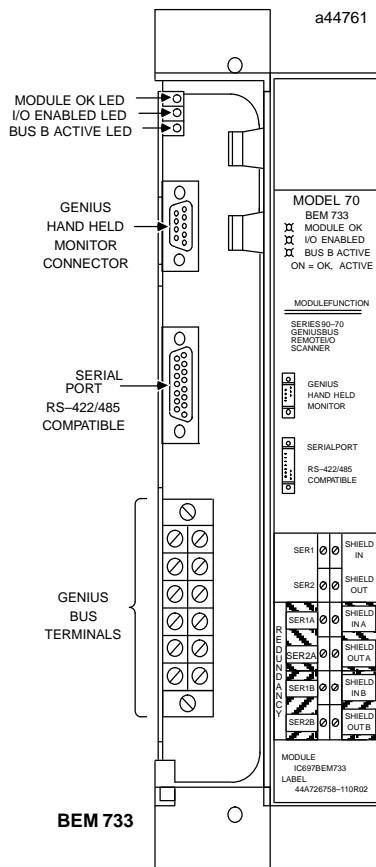 a44761
MODULE OK LED
I/O ENABLED LED
BUS B ACTIVE LED
GENIUS
HAND HELD
MONITOR
CONNECTOR
SERIAL
PORT
RS–422/485
COMPATIBLE
GENIUS
BUS
TERMINALS
BEM 733
MODEL 70
BEM 733
MODULE OK
I/O ENABLED
BUS B ACTIVE
ON = OK, ACTIVE
MODULEFUNCTION
SERIES90–70
GENIUSBUS
REMOTEI/O
SCANNER
GENIUS
HAND HELD
MONITOR
SERIALPORT
RS–422/485
COMPATIBLE
SER1 SHIELD
IN
SER2 SHIELD
OUT
REDUNDANCY
SER1A SHIELD
IN A
SER2A SHIELD
OUT A
SER1B SHIELD
IN B
SER2B SHIELD
OUT B
MODULE
IC697BEM733
LABEL
44A726758–110R02